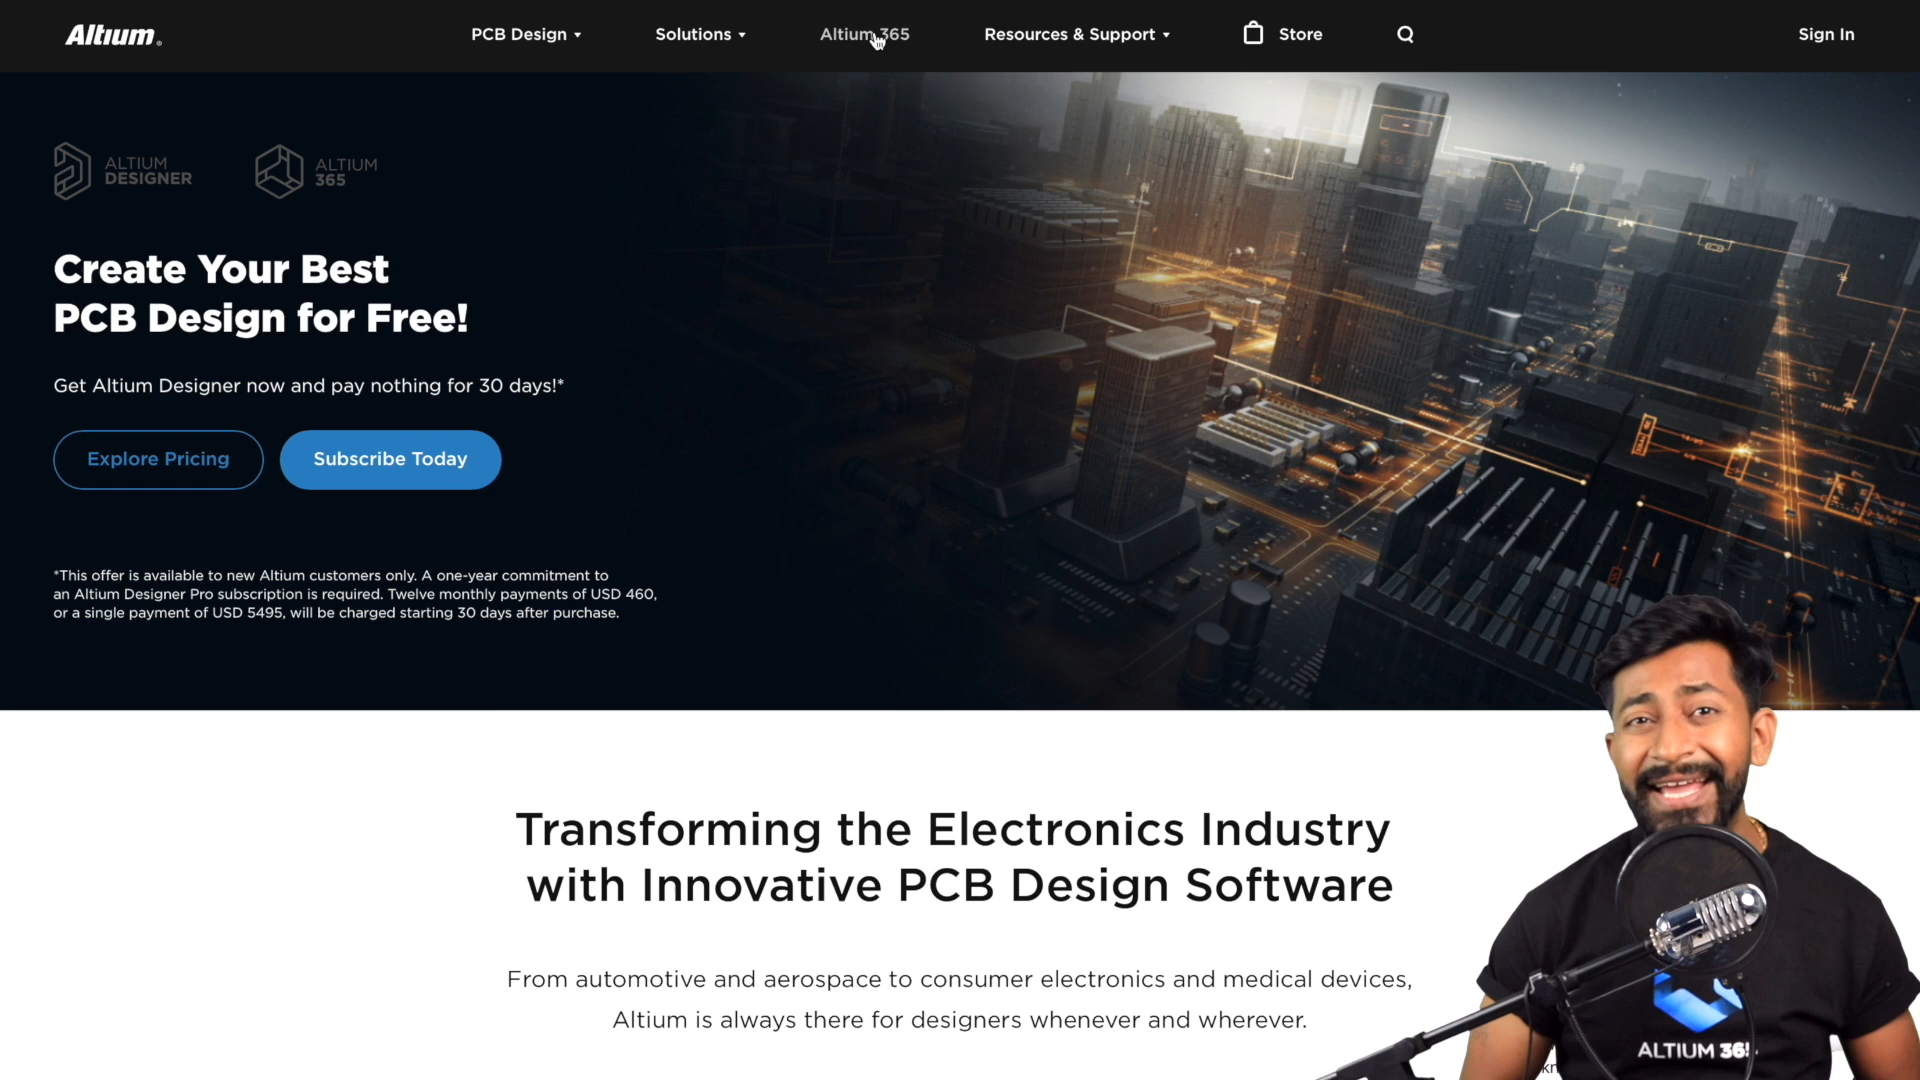 Altium
PCB Design
Solutions
Altium 365
Resources & Support
Store
Sign In
ALTIUM
DESIGNER
ALTIUM
365
Create Your Best
PCB Design for Free!
Get Altium Designer now and pay nothing for 30 days!*
Explore Pricing
Subscribe Today
*This offer is available to new Altium customers only. A one-year commitment to
an Altium Designer Pro subscription is required. Twelve monthly payments of USD 460,
or a single payment of USD 5495, will be charged starting 30 days after purchase.
Transforming the Electronics Industry
with Innovative PCB Design Software
From automotive and aerospace to consumer electronics and medical devices,
Altium is always there for designers whenever and wherever.
ALTIUM 365